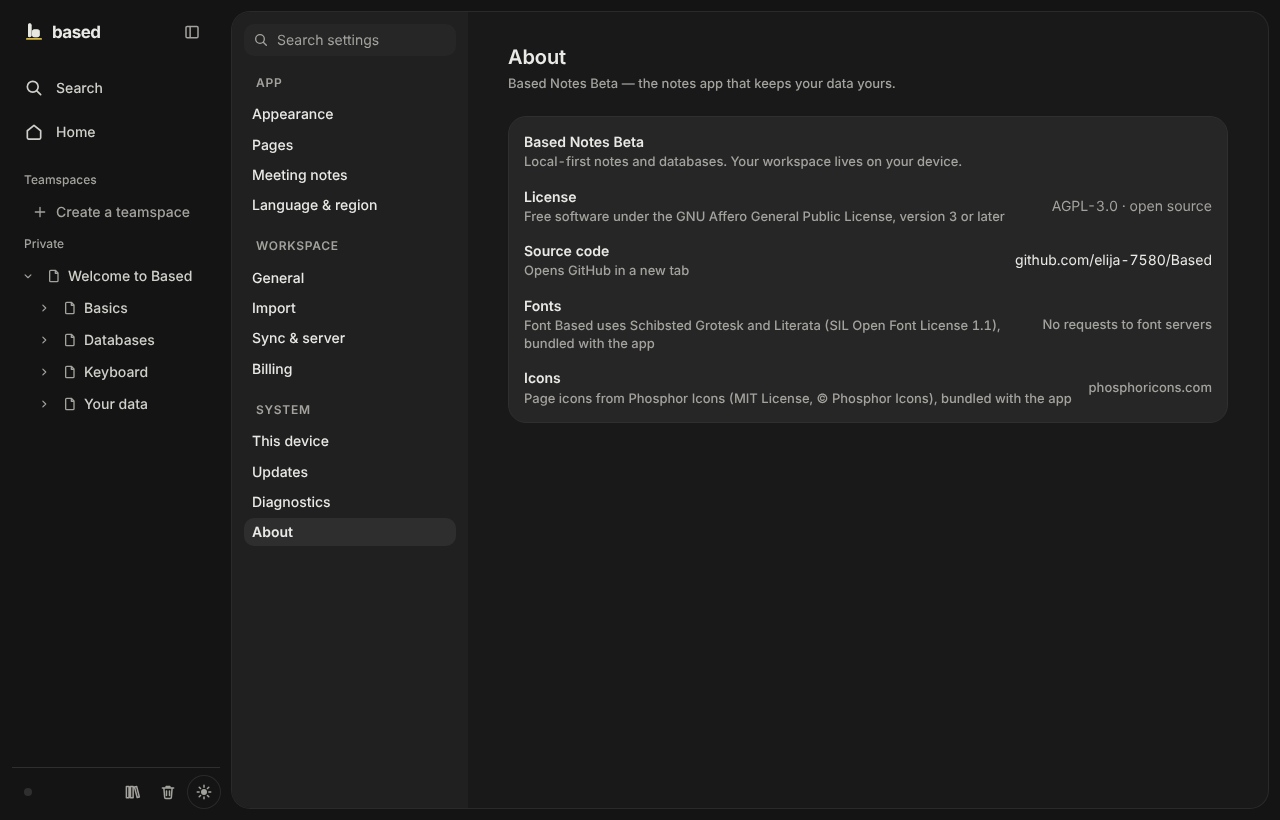 based
Search
Home
Teamspaces
Create a teamspace
Private
Welcome to Based
Basics
Databases
Keyboard
Your data
Search settings
APP
Appearance
Pages
Meeting notes
Language & region
WORKSPACE
General
Import
Sync & server
Billing
SYSTEM
This device
Updates
Diagnostics
About
About
Based Notes Beta — the notes app that keeps your data yours.
Based Notes Beta
Local-first notes and databases. Your workspace lives on your device.
License
Free software under the GNU Affero General Public License, version 3 or later
AGPL-3.0 · open source
Source code
Opens GitHub in a new tab
github.com/elija-7580/Based
Fonts
Font Based uses Schibsted Grotesk and Literata (SIL Open Font License 1.1),
bundled with the app
No requests to font servers
Icons
Page icons from Phosphor Icons (MIT License, © Phosphor Icons), bundled with the app
phosphoricons.com